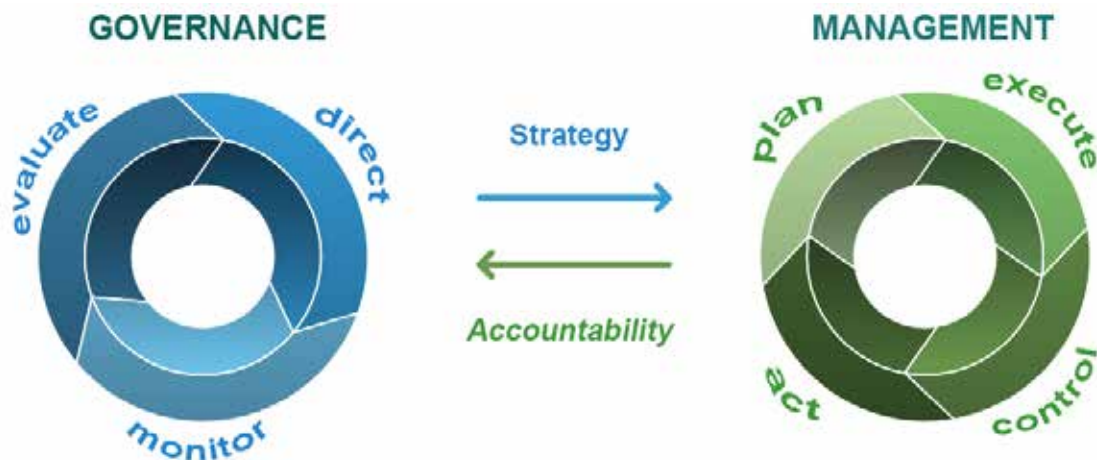 GOVERNANCE
evaluate
direct
monitor
Strategy
Accountability
MANAGEMENT
plan
execute
control
act